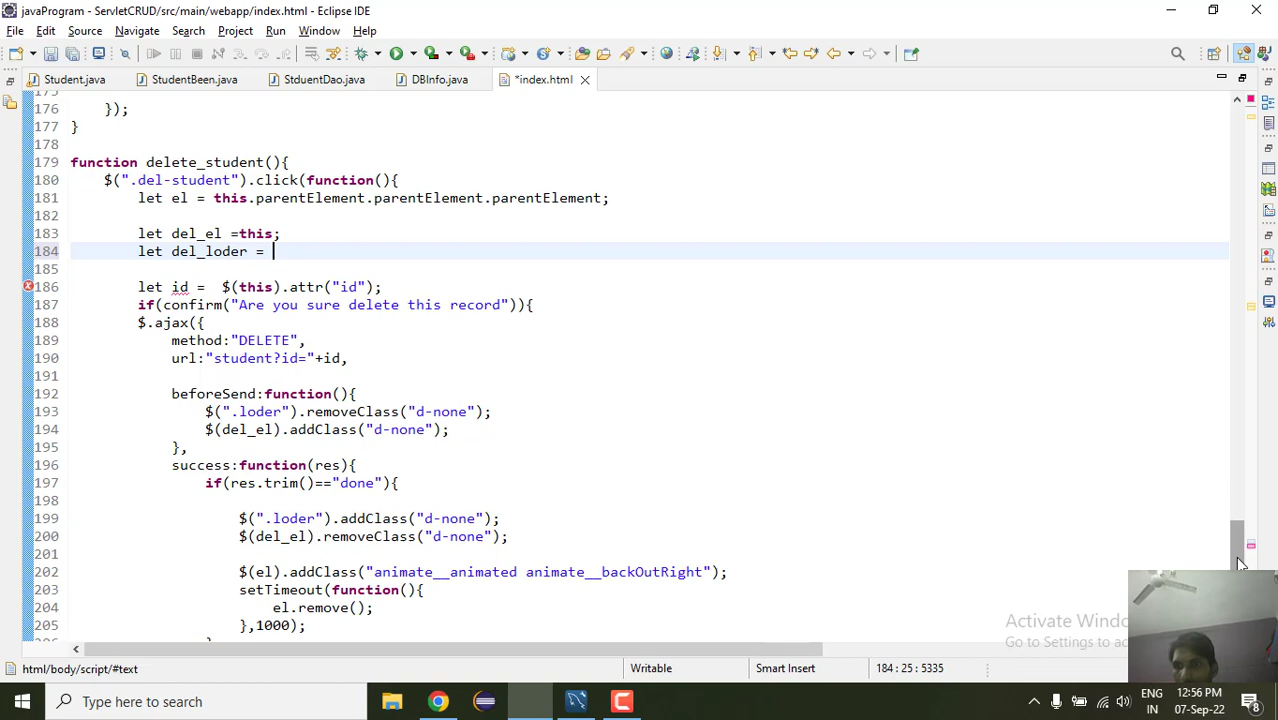 javaProgram - ServletCRUD/src/main/webapp/index.html - Eclipse IDE
File Edit Source Navigate Search Project Run Window Help
Student.java StudentBeen.java StduentDao.java DBInfo.java *index.html
175
176 });
177 }
178
179 function delete_student(){
180 $(".del-student").click(function(){
181 let el = this.parentElement.parentElement.parentElement;
182
183 let del_el =this;
184 let del_loder =
185
186 let id =  $(this).attr("id");
187 if(confirm("Are you sure delete this record")){
188 $.ajax({
189 method:"DELETE",
190 url:"student?id="+id,
191
192 beforeSend:function(){
193 $(".loder").removeClass("d-none");
194 $(del_el).addClass("d-none");
195 },
196 success:function(res){
197 if(res.trim()=="done"){
198
199 $(".loder").addClass("d-none");
200 $(del_el).removeClass("d-none");
201
202 $(el).addClass("animate__animated animate__backOutRight");
203 setTimeout(function(){
204 el.remove();
205 },1000);
Activate Windo
Go to Settings to ac
html/body/script/#text Writable Smart Insert 184 : 25 : 5335
Type here to search
ENG
IN
12:56 PM
07-Sep-22
8